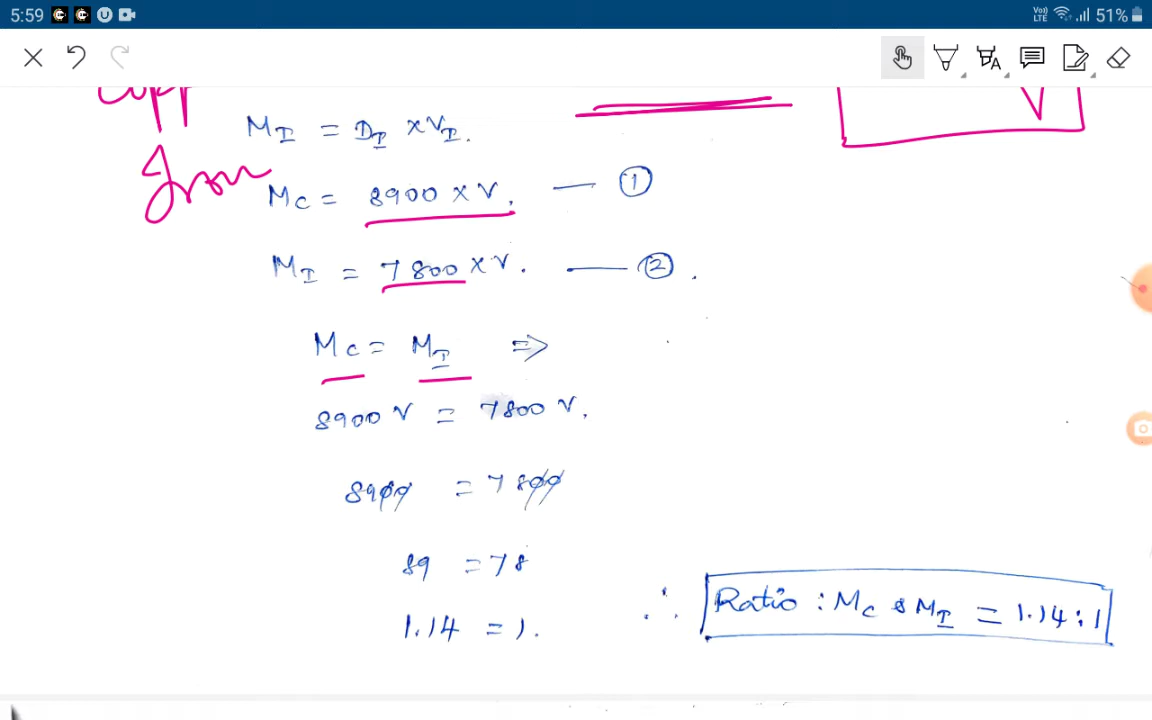 5:59 51%
M_I = D_I × V_I.
Iron
M_C = 8900 × V. — ①
M_I = 7800 × V. — ②.
M_C = M_I ⇒
8900 V = 7800 V.
8900 = 7800
89 = 78
1.14 = 1.
∴ Ratio : M_C & M_I = 1.14 : 1